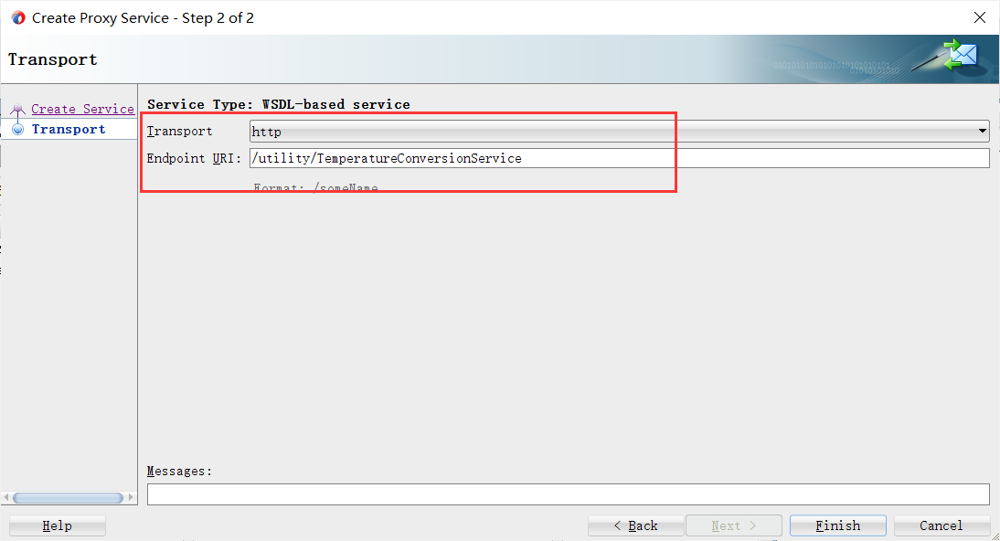 Create Proxy Service - Step 2 of 2
Transport
Create Service
Transport
Service Type: WSDL-based service
Transport http
Endpoint URI: /utility/TemperatureConversionService
Format: /someName
Messages:
Help < Back Next > Finish Cancel